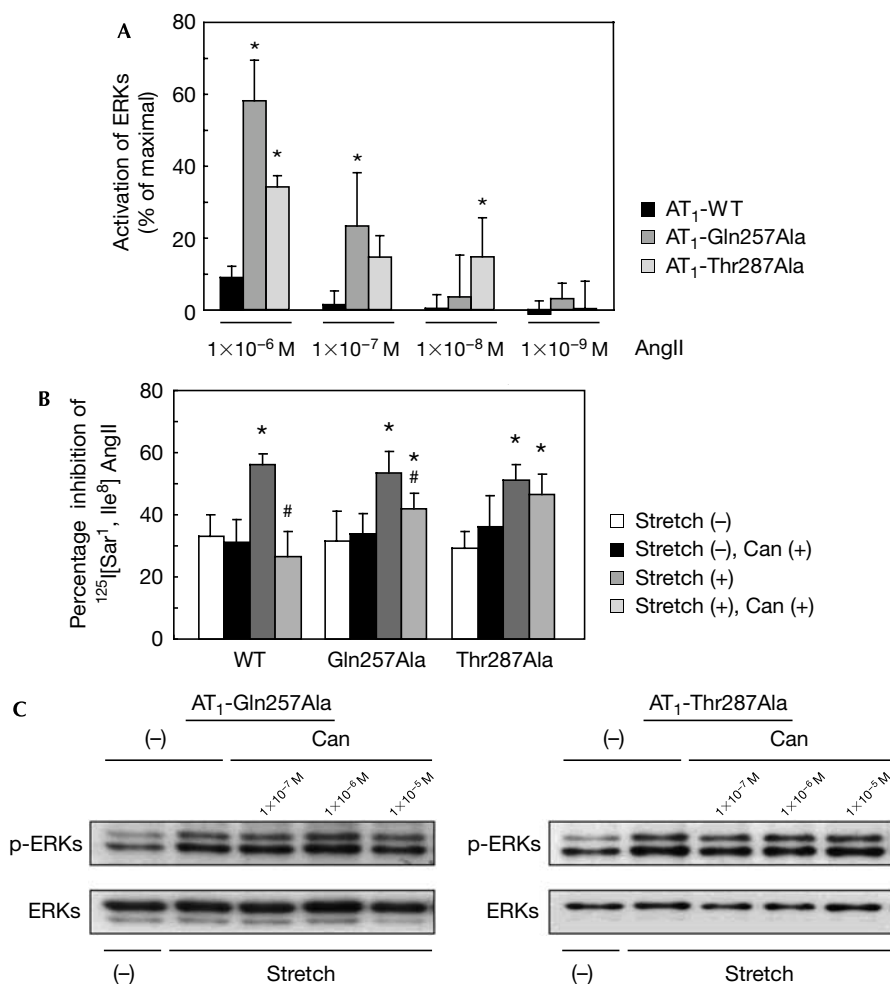 A
Activation of ERKs
(% of maximal)
80
60
40
20
0
* * * *
1×10⁻⁶ M 1×10⁻⁷ M 1×10⁻⁸ M 1×10⁻⁹ M AngII
AT₁-WT
AT₁-Gln257Ala
AT₁-Thr287Ala
B
Percentage inhibition of
¹²⁵I[Sar¹, Ile⁸] AngII
80
60
40
20
0
* # * * # * *
WT Gln257Ala Thr287Ala
Stretch (–)
Stretch (–), Can (+)
Stretch (+)
Stretch (+), Can (+)
C
AT₁-Gln257Ala
(–) Can
1×10⁻⁷ M 1×10⁻⁶ M 1×10⁻⁵ M
p-ERKs
ERKs
(–) Stretch
AT₁-Thr287Ala
(–) Can
1×10⁻⁷ M 1×10⁻⁶ M 1×10⁻⁵ M
p-ERKs
ERKs
(–) Stretch